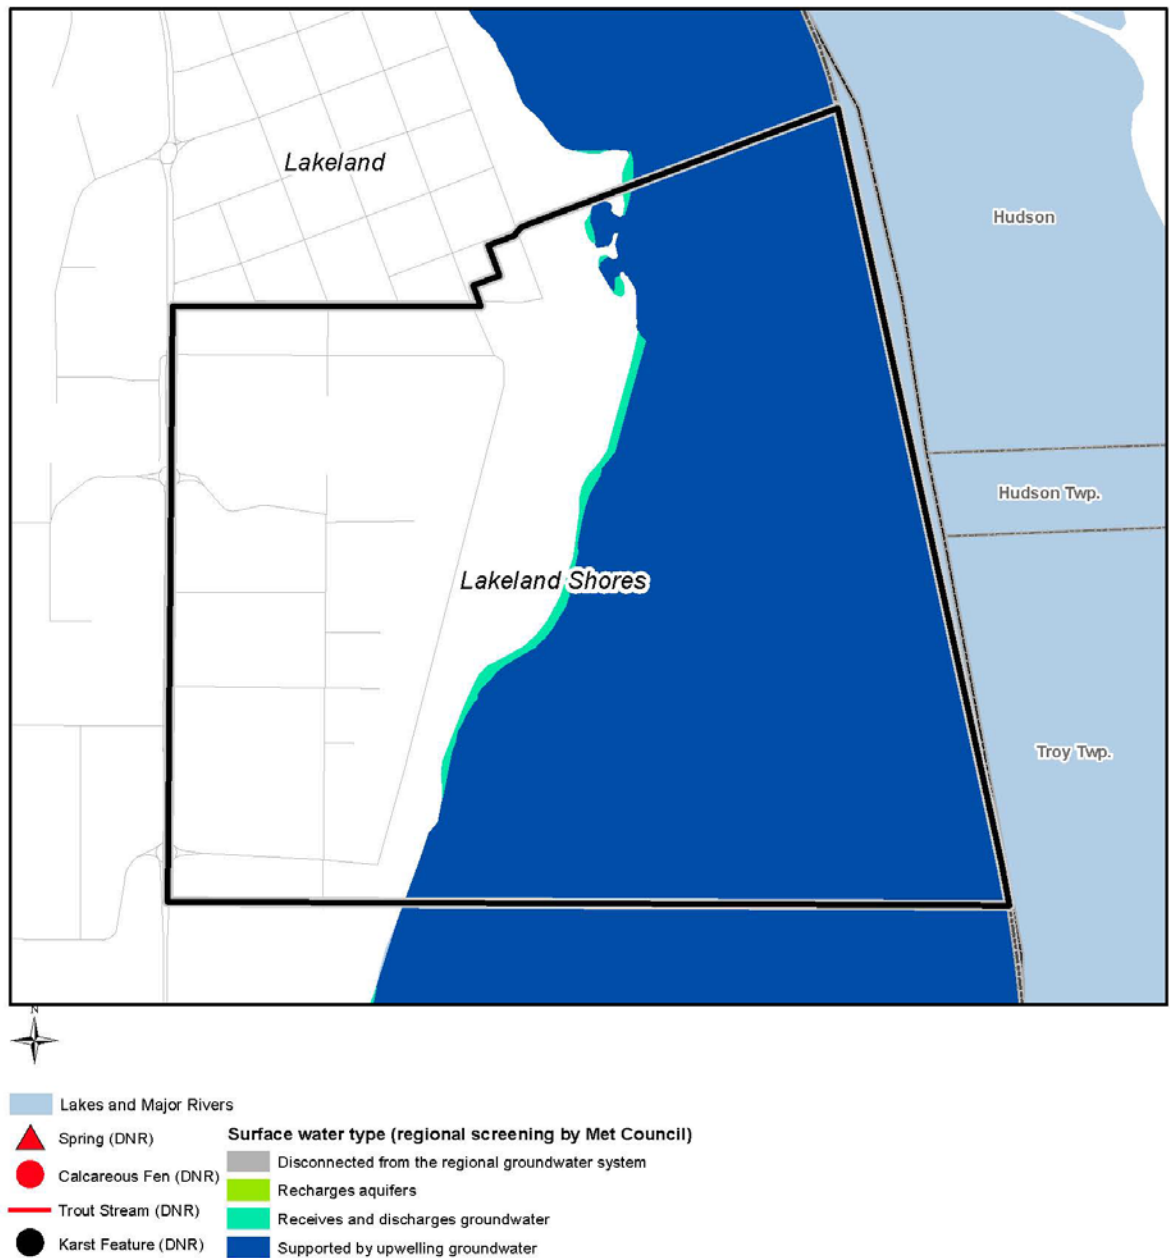 Lakeland
Hudson
Hudson Twp.
Lakeland Shores
Troy Twp.
N
Lakes and Major Rivers
Spring (DNR)
Calcareous Fen (DNR)
Trout Stream (DNR)
Karst Feature (DNR)
Surface water type (regional screening by Met Council)
Disconnected from the regional groundwater system
Recharges aquifers
Receives and discharges groundwater
Supported by upwelling groundwater